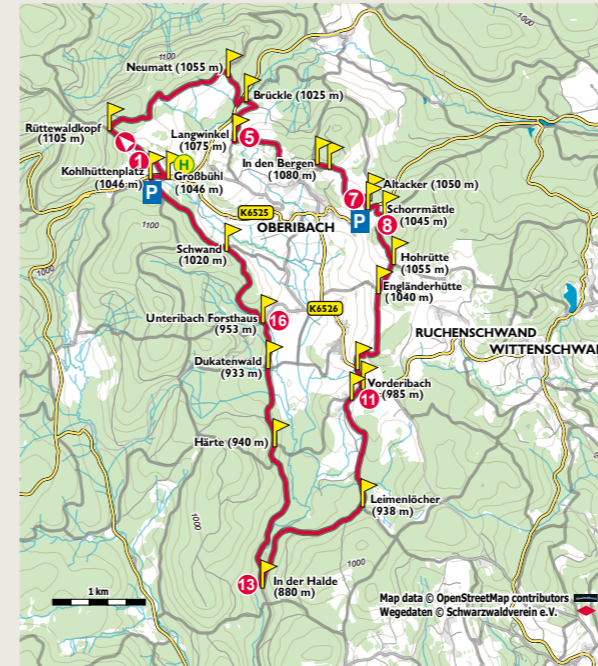 1000
1100
Neumatt (1055 m)
Brückle (1025 m)
Rüttewaldkopf
(1105 m)
Langwinkel
(1075 m)
5
1
H
Kohlhüttenplatz
(1046 m)
Großbühl
(1046 m)
In den Bergen
(1080 m)
P
7
Altacker (1050 m)
P
Schorrmättle
(1045 m)
8
K6525
OBERIBACH
1100
Schwand
(1020 m)
Hohrütte
(1055 m)
Engländerhütte
(1040 m)
1000
Unteribach Forsthaus
(953 m)
16
K6526
RUCHENSCHWAND
WITTENSCHWA
Dukatenwald
(933 m)
Vorderibach
(985 m)
11
Härte (940 m)
Leimenlöcher
(938 m)
1000
1000
13
In der Halde
(880 m)
1 km
Map data © OpenStreetMap contributors
Wegedaten © Schwarzwaldverein e.V.